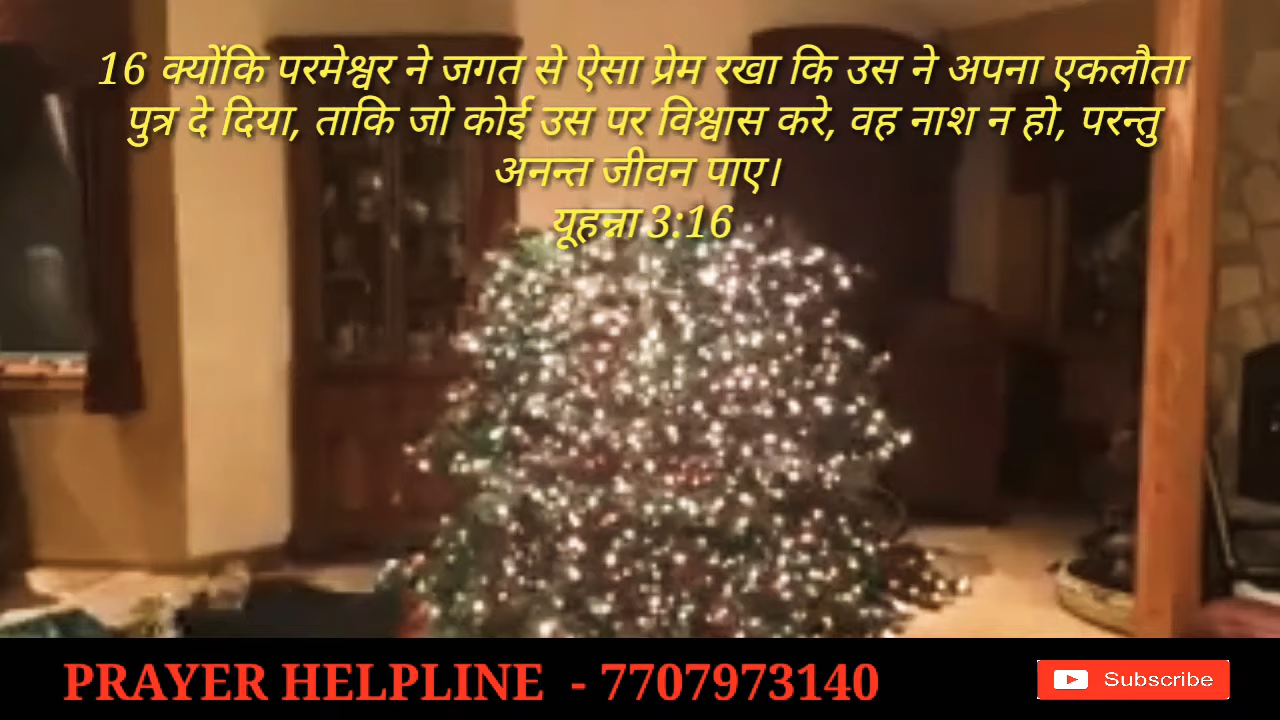 16 क्योंकि परमेश्वर ने जगत से ऐसा प्रेम रखा कि उस ने अपना एकलौता
पुत्र दे दिया, ताकि जो कोई उस पर विश्वास करे, वह नाश न हो, परन्तु
अनन्त जीवन पाए।
यूहन्ना 3:16
PRAYER HELPLINE - 7707973140
Subscribe